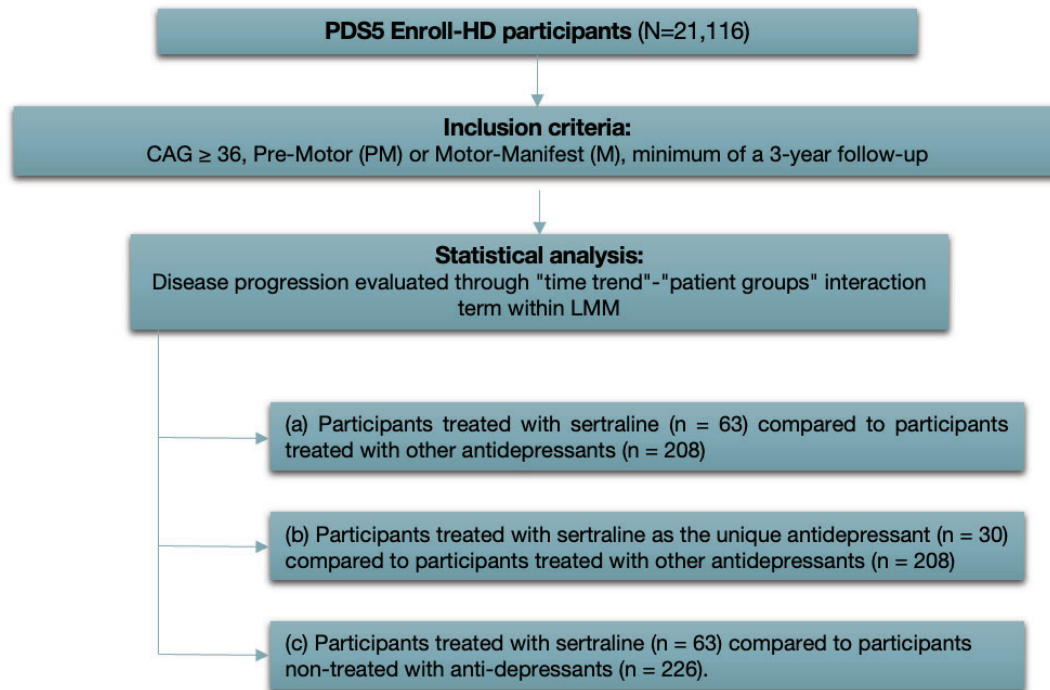 PDS5 Enroll-HD participants (N=21,116)
Inclusion criteria:
CAG ≥ 36, Pre-Motor (PM) or Motor-Manifest (M), minimum of a 3-year follow-up
Statistical analysis:
Disease progression evaluated through "time trend"-"patient groups" interaction
term within LMM
(a) Participants treated with sertraline (n = 63) compared to participants
treated with other antidepressants (n = 208)
(b) Participants treated with sertraline as the unique antidepressant (n = 30)
compared to participants treated with other antidepressants (n = 208)
(c) Participants treated with sertraline (n = 63) compared to participants
non-treated with anti-depressants (n = 226).